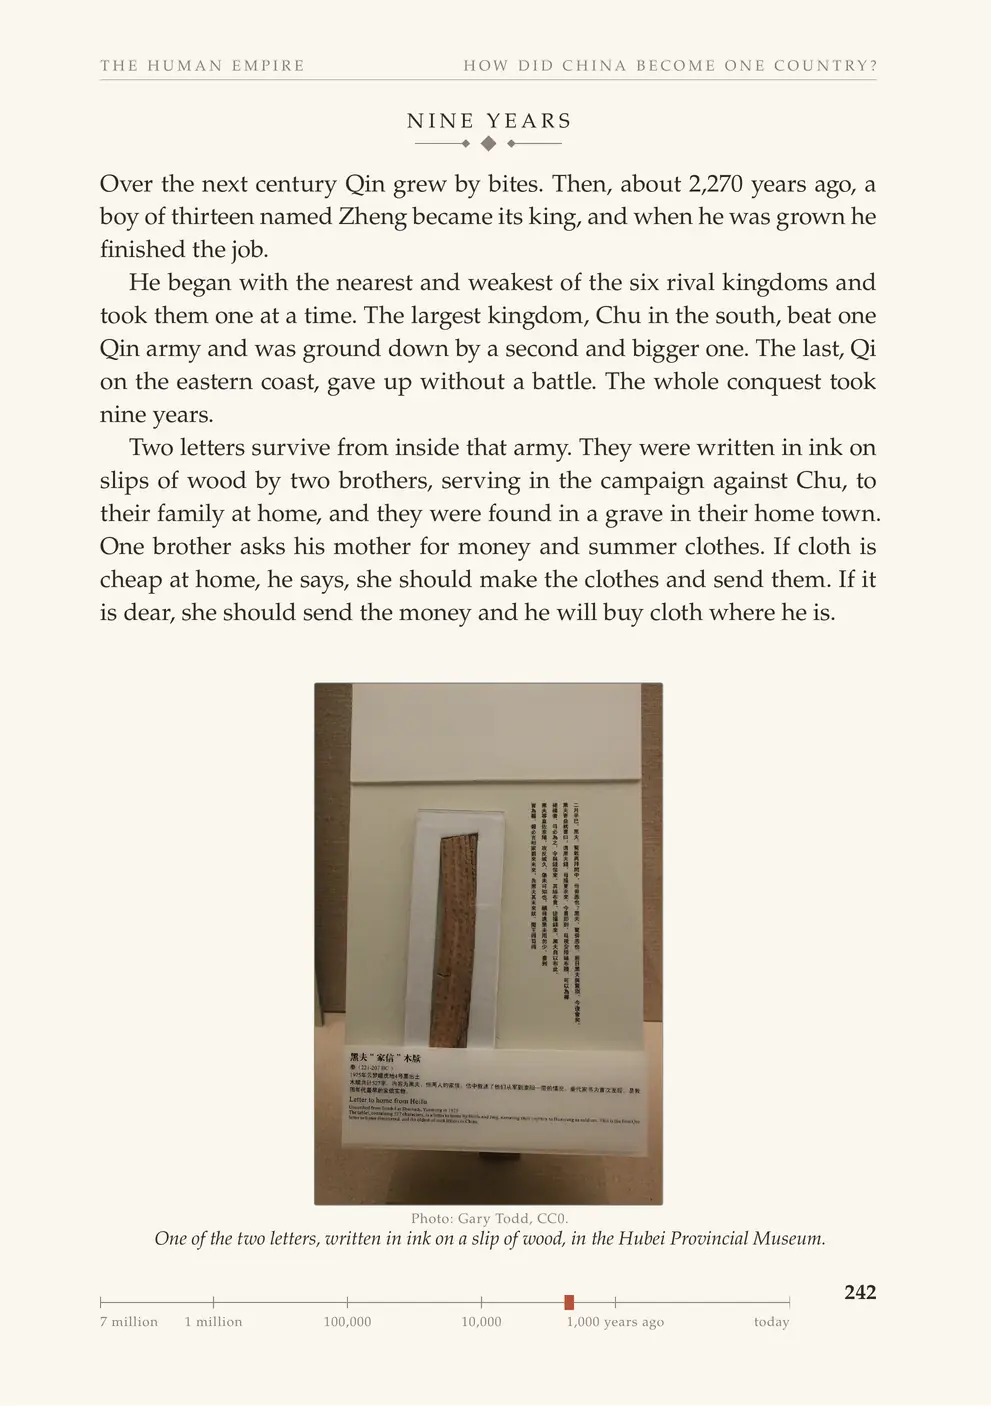 THE HUMAN EMPIRE
HOW DID CHINA BECOME ONE COUNTRY?
NINE YEARS
Over the next century Qin grew by bites. Then, about 2,270 years ago, a
boy of thirteen named Zheng became its king, and when he was grown he
finished the job.
He began with the nearest and weakest of the six rival kingdoms and
took them one at a time. The largest kingdom, Chu in the south, beat one
Qin army and was ground down by a second and bigger one. The last, Qi
on the eastern coast, gave up without a battle. The whole conquest took
nine years.
Two letters survive from inside that army. They were written in ink on
slips of wood by two brothers, serving in the campaign against Chu, to
their family at home, and they were found in a grave in their home town.
One brother asks his mother for money and summer clothes. If cloth is
cheap at home, he says, she should make the clothes and send them. If it
is dear, she should send the money and he will buy cloth where he is.
黑夫“家信”木牍
Letter to home from Heifu
Photo: Gary Todd, CC0.
One of the two letters, written in ink on a slip of wood, in the Hubei Provincial Museum.
242
7 million 1 million 100,000 10,000 1,000 years ago today